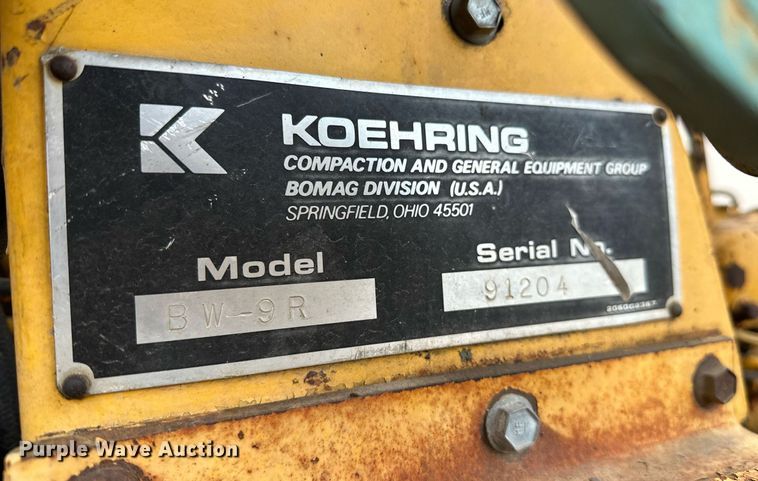 KOEHRING
COMPACTION AND GENERAL EQUIPMENT GROUP
BOMAG DIVISION (U.S.A.)
SPRINGFIELD, OHIO 45501
Model
BW-9R
Serial No.
91204
Purple Wave Auction